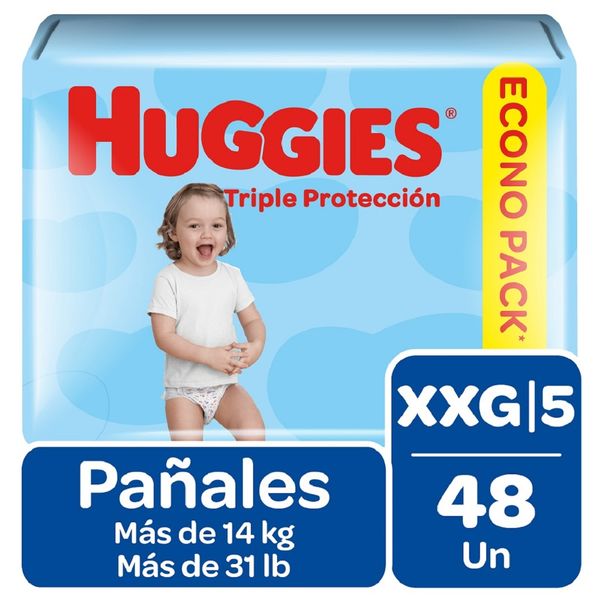 HUGGIES®
Triple Protección
ECONO PACK*
XXG|5
48
Un
Pañales
Más de 14 kg
Más de 31 lb